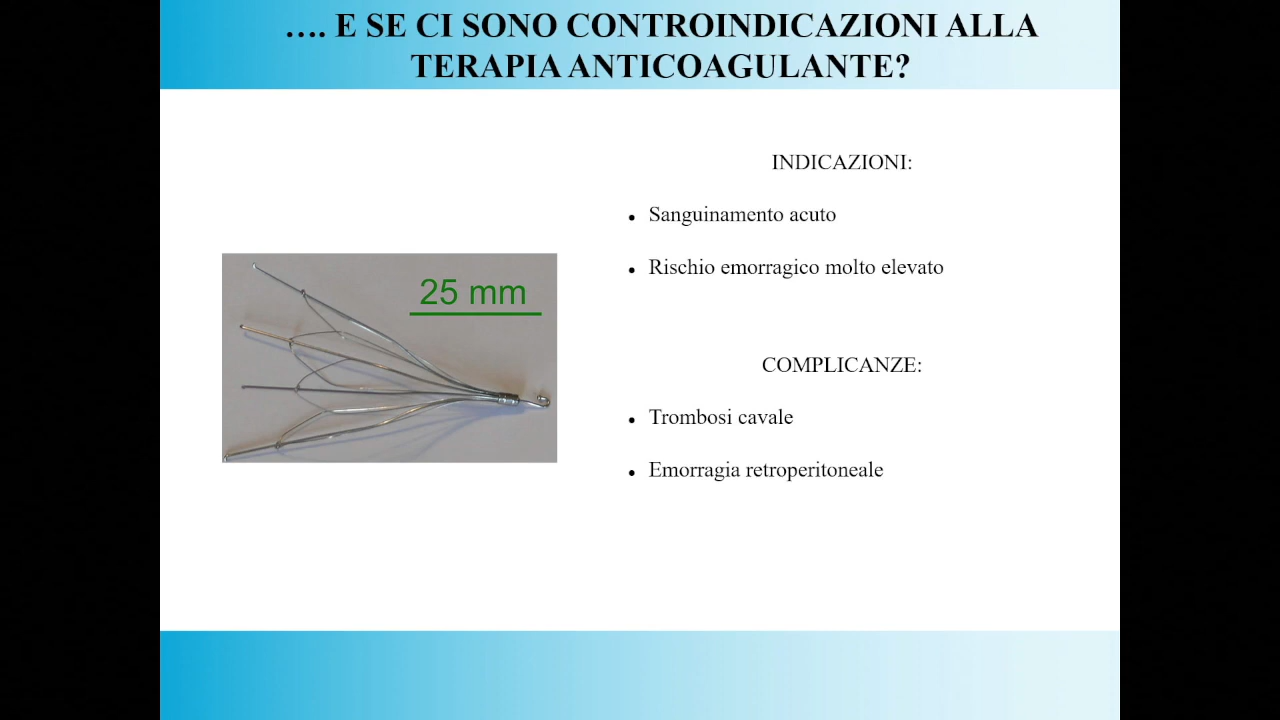 …. E SE CI SONO CONTROINDICAZIONI ALLA
TERAPIA ANTICOAGULANTE?
25 mm
INDICAZIONI:
• Sanguinamento acuto
• Rischio emorragico molto elevato
COMPLICANZE:
• Trombosi cavale
• Emorragia retroperitoneale